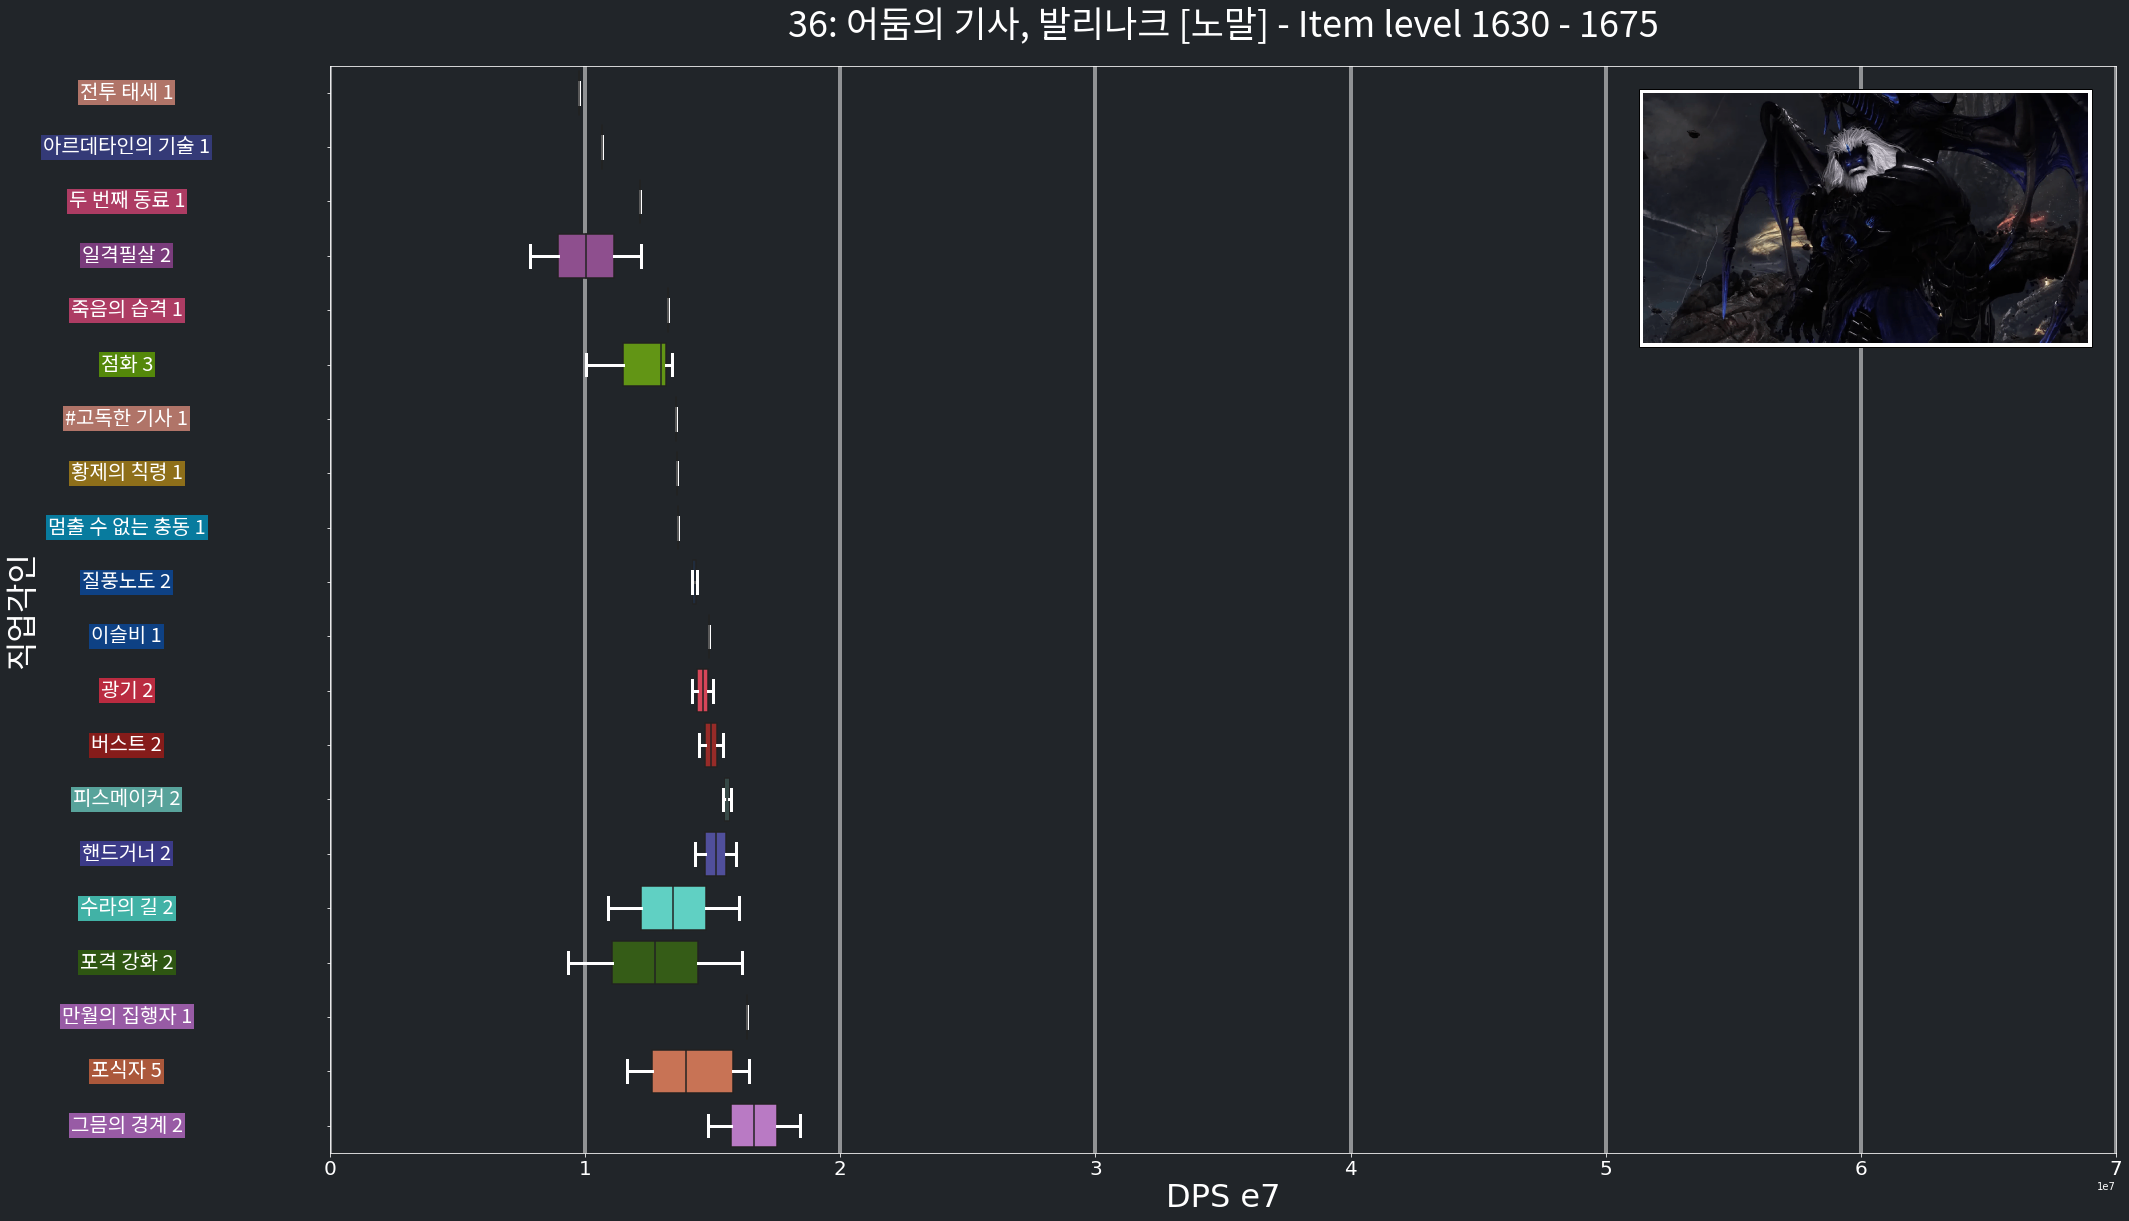 36: 어둠의 기사, 발리나크 [노말] - Item level 1630 - 1675
전투 태세 1
아르데타인의 기술 1
두 번째 동료 1
일격필살 2
죽음의 습격 1
점화 3
#고독한 기사 1
황제의 칙령 1
멈출 수 없는 충동 1
질풍노도 2
이슬비 1
광기 2
버스트 2
피스메이커 2
핸드거너 2
수라의 길 2
포격 강화 2
만월의 집행자 1
포식자 5
그믐의 경계 2
직업각인
0 1 2 3 4 5 6 7
1e7
DPS e7